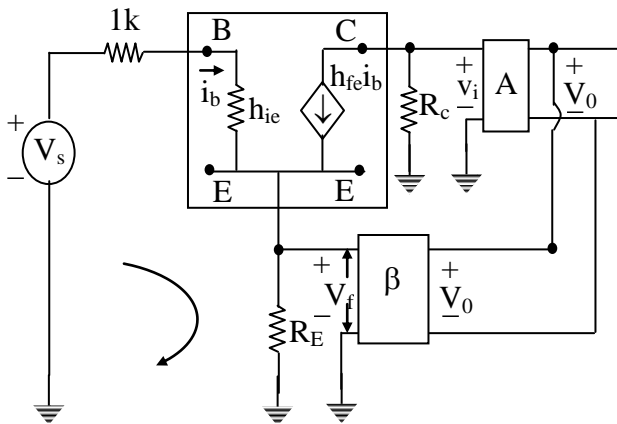 1k
B
C
i_b
h_ie
h_fe i_b
R_c
+
v_i
−
A
+
V_0
−
+
V_s
−
E
E
+
V_f
−
β
+
V_0
−
R_E